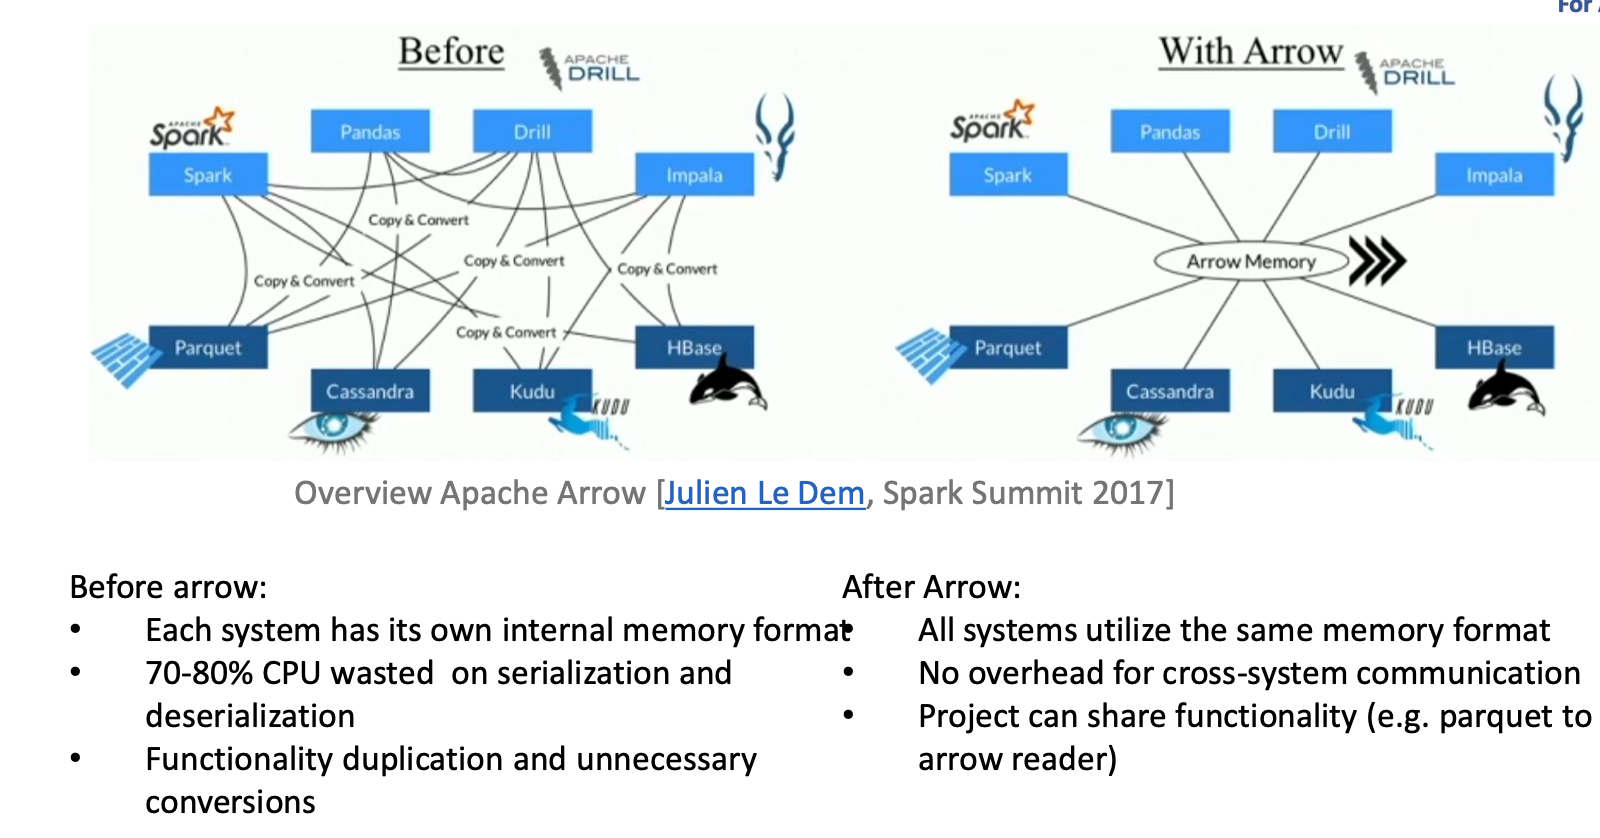 For
Before
APACHE
DRILL
APACHE
Spark
Pandas
Drill
Spark
Impala
Copy & Convert
Copy & Convert
Copy & Convert
Copy & Convert
Copy & Convert
Parquet
HBase
Cassandra
Kudu
KUDU
With Arrow
APACHE
DRILL
APACHE
Spark
Pandas
Drill
Spark
Impala
Arrow Memory
Parquet
HBase
Cassandra
Kudu
KUDU
Overview Apache Arrow [Julien Le Dem, Spark Summit 2017]
Before arrow:
• Each system has its own internal memory format
• 70-80% CPU wasted  on serialization and
deserialization
• Functionality duplication and unnecessary
conversions
After Arrow:
• All systems utilize the same memory format
• No overhead for cross-system communication
• Project can share functionality (e.g. parquet to
arrow reader)